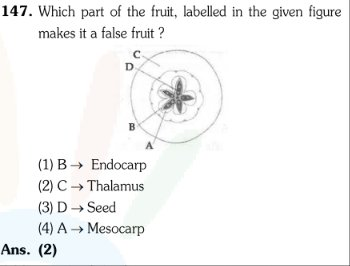 147. Which part of the fruit, labelled in the given figure
makes it a false fruit ?
C
D
B
A
(1) B → Endocarp
(2) C → Thalamus
(3) D → Seed
(4) A → Mesocarp
Ans. (2)